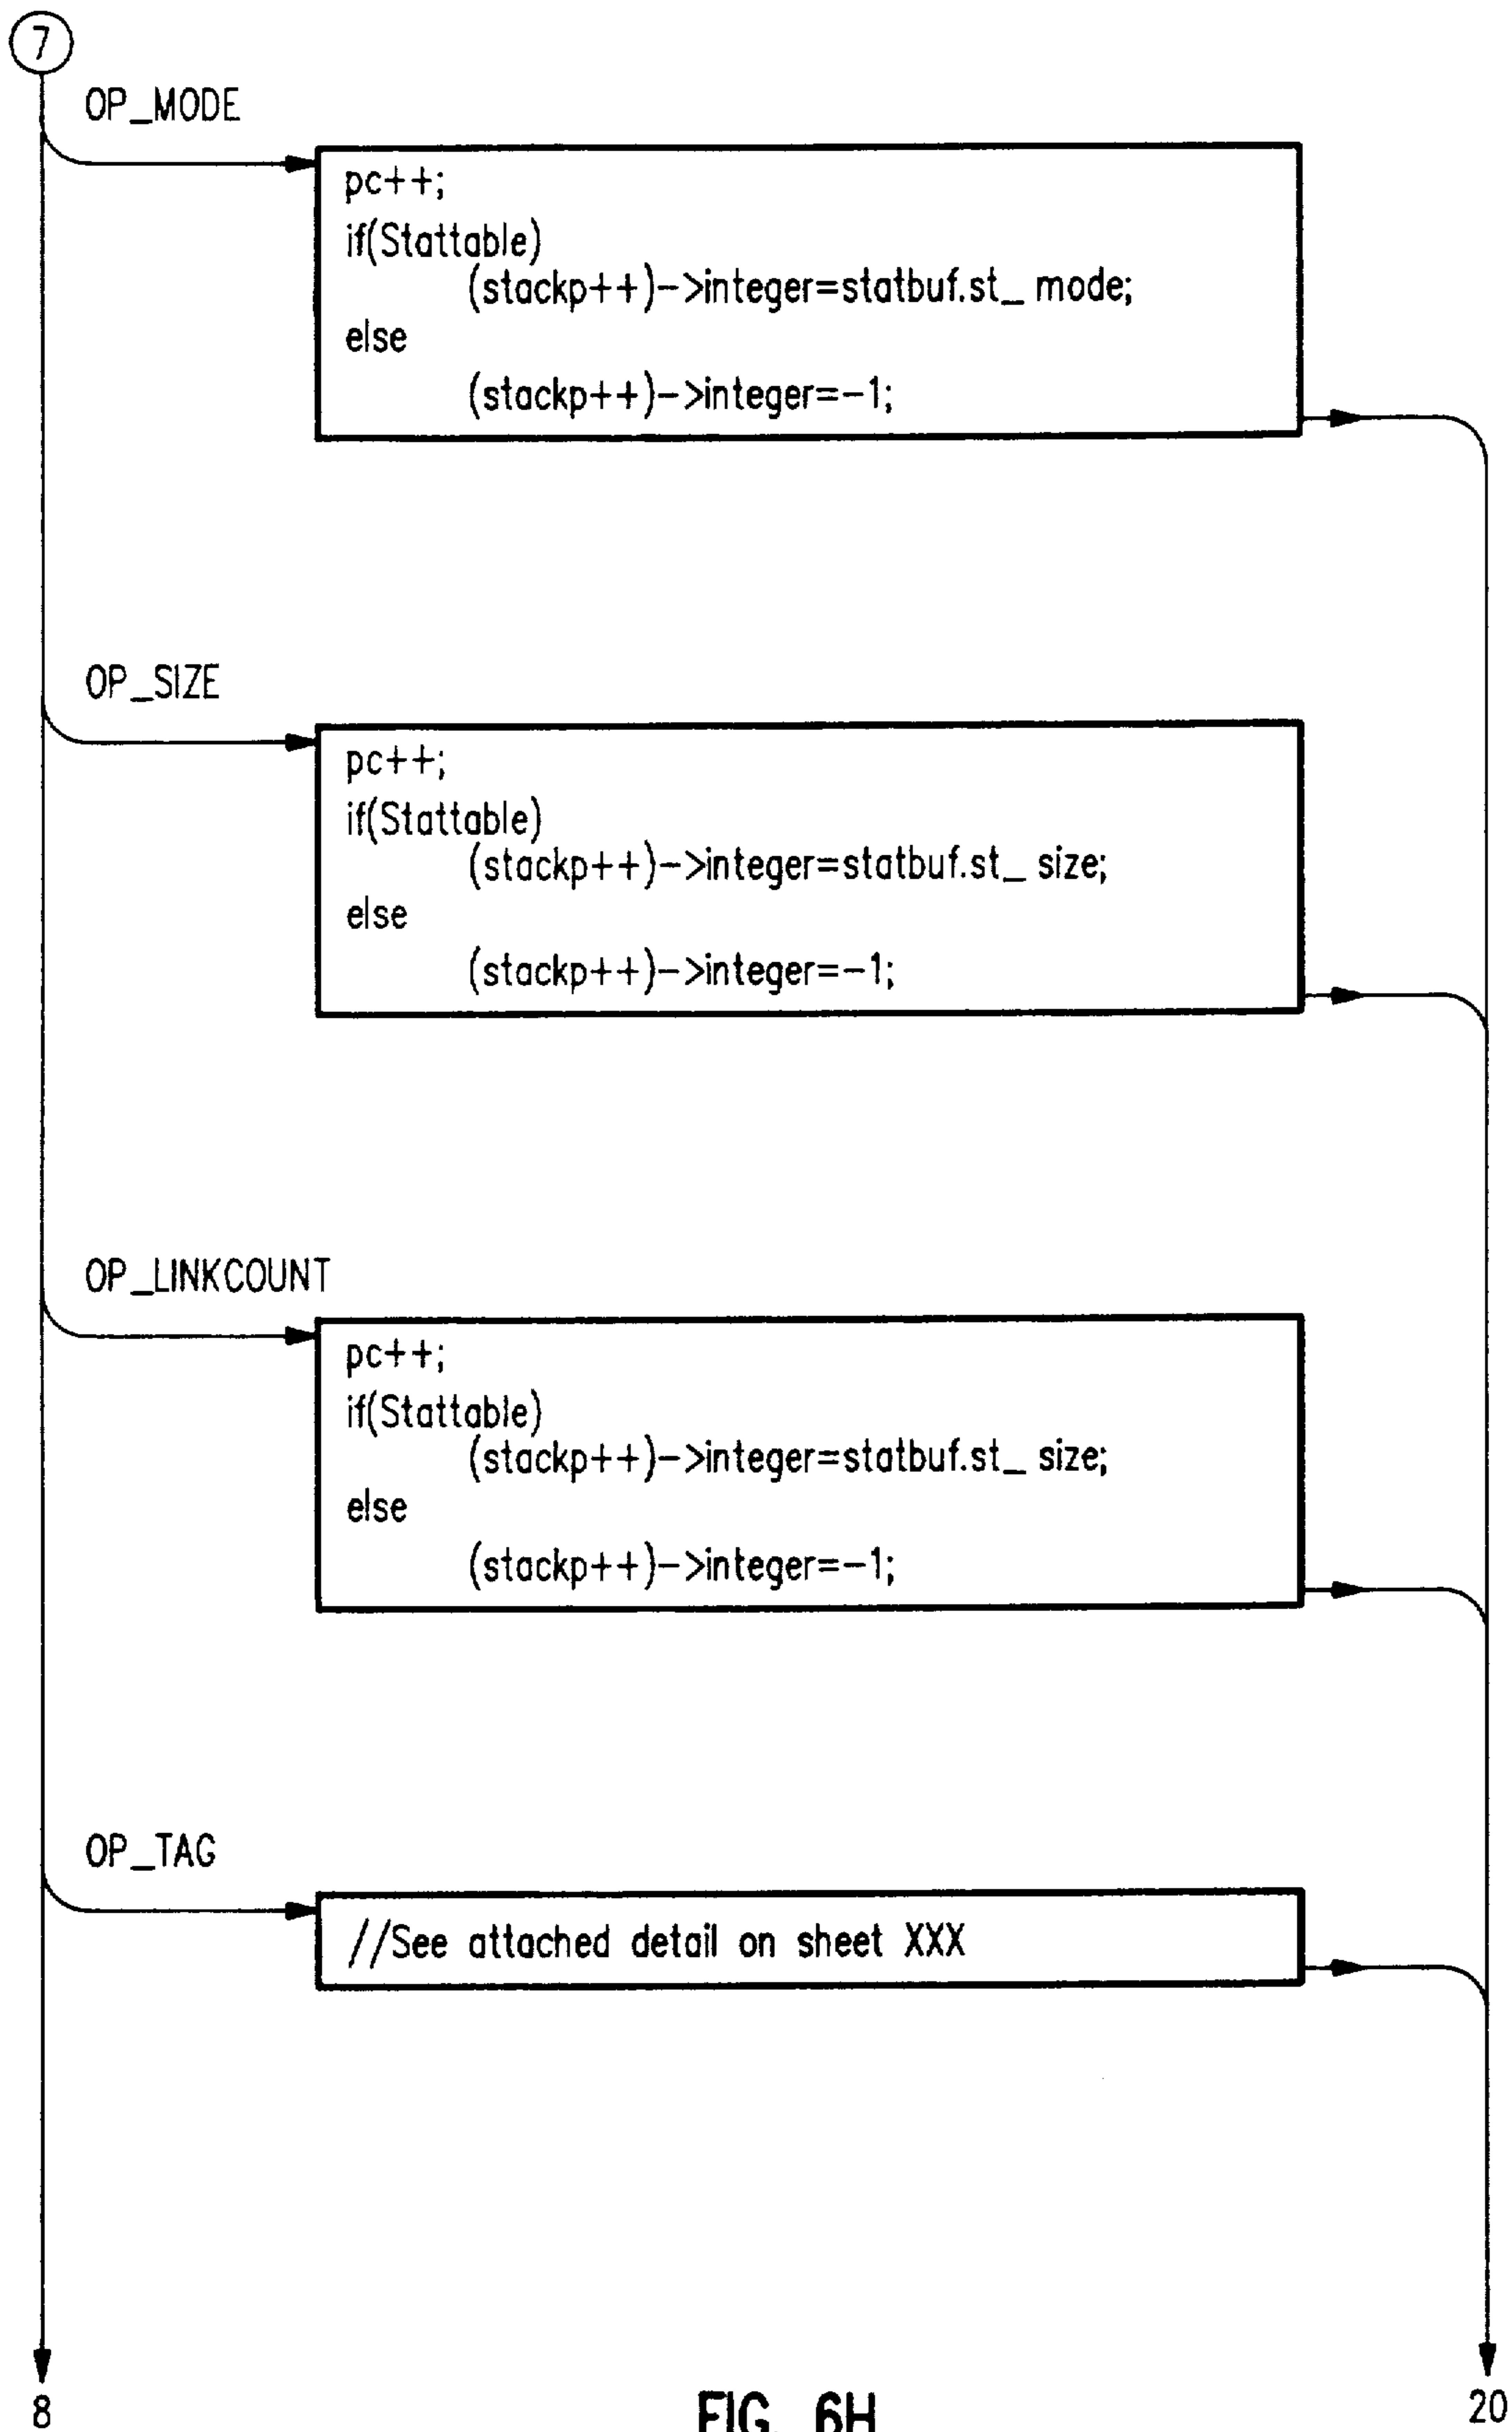 7
OP_MODE
pc++;
if(Stattable)
(stackp++)->integer=statbuf.st_ mode;
else
(stackp++)->integer=-1;
OP_SIZE
pc++;
if(Stattable)
(stackp++)->integer=statbuf.st_ size;
else
(stackp++)->integer=-1;
OP_LINKCOUNT
pc++;
if(Stattable)
(stackp++)->integer=statbuf.st_ size;
else
(stackp++)->integer=-1;
OP_TAG
//See attached detail on sheet XXX
8
FIG. 6H
20